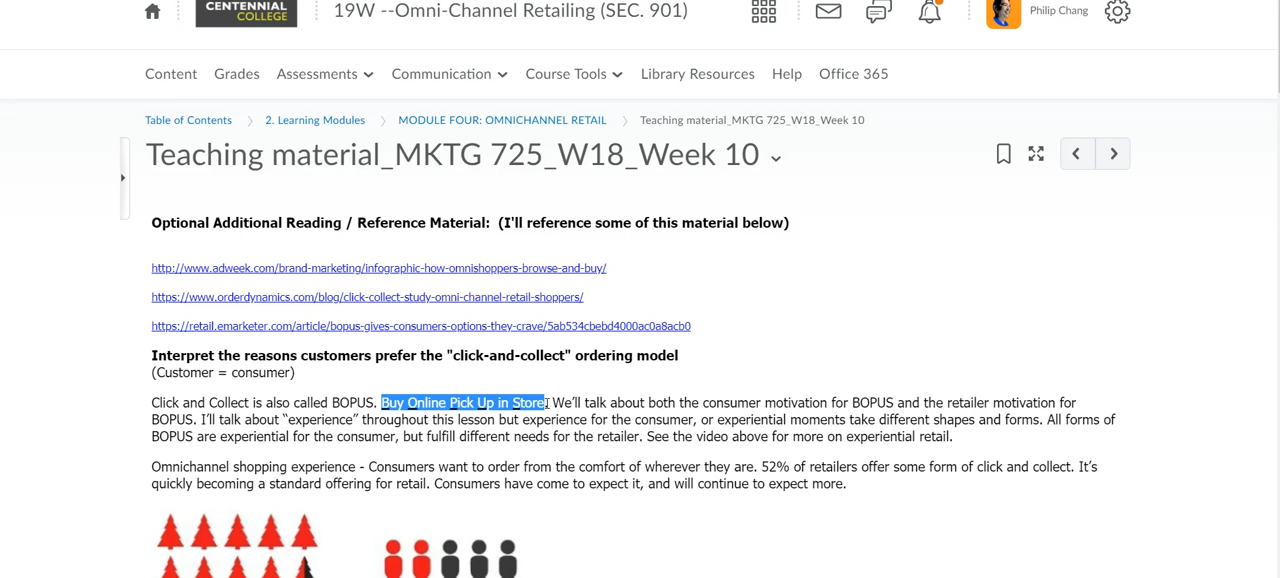 CENTENNIAL
COLLEGE
19W --Omni-Channel Retailing (SEC. 901)
Philip Chang
Content Grades Assessments Communication Course Tools Library Resources Help Office 365
Table of Contents 2. Learning Modules MODULE FOUR: OMNICHANNEL RETAIL Teaching material_MKTG 725_W18_Week 10
Teaching material_MKTG 725_W18_Week 10
Optional Additional Reading / Reference Material: (I'll reference some of this material below)
http://www.adweek.com/brand-marketing/infographic-how-omnishoppers-browse-and-buy/
https://www.orderdynamics.com/blog/click-collect-study-omni-channel-retail-shoppers/
https://retail.emarketer.com/article/bopus-gives-consumers-options-they-crave/5ab534cbebd4000ac0a8acb0
Interpret the reasons customers prefer the "click-and-collect" ordering model
(Customer = consumer)
Click and Collect is also called BOPUS. Buy Online Pick Up in Store. We’ll talk about both the consumer motivation for BOPUS and the retailer motivation for
BOPUS. I’ll talk about “experience” throughout this lesson but experience for the consumer, or experiential moments take different shapes and forms. All forms of
BOPUS are experiential for the consumer, but fulfill different needs for the retailer. See the video above for more on experiential retail.
Omnichannel shopping experience - Consumers want to order from the comfort of wherever they are. 52% of retailers offer some form of click and collect. It’s
quickly becoming a standard offering for retail. Consumers have come to expect it, and will continue to expect more.